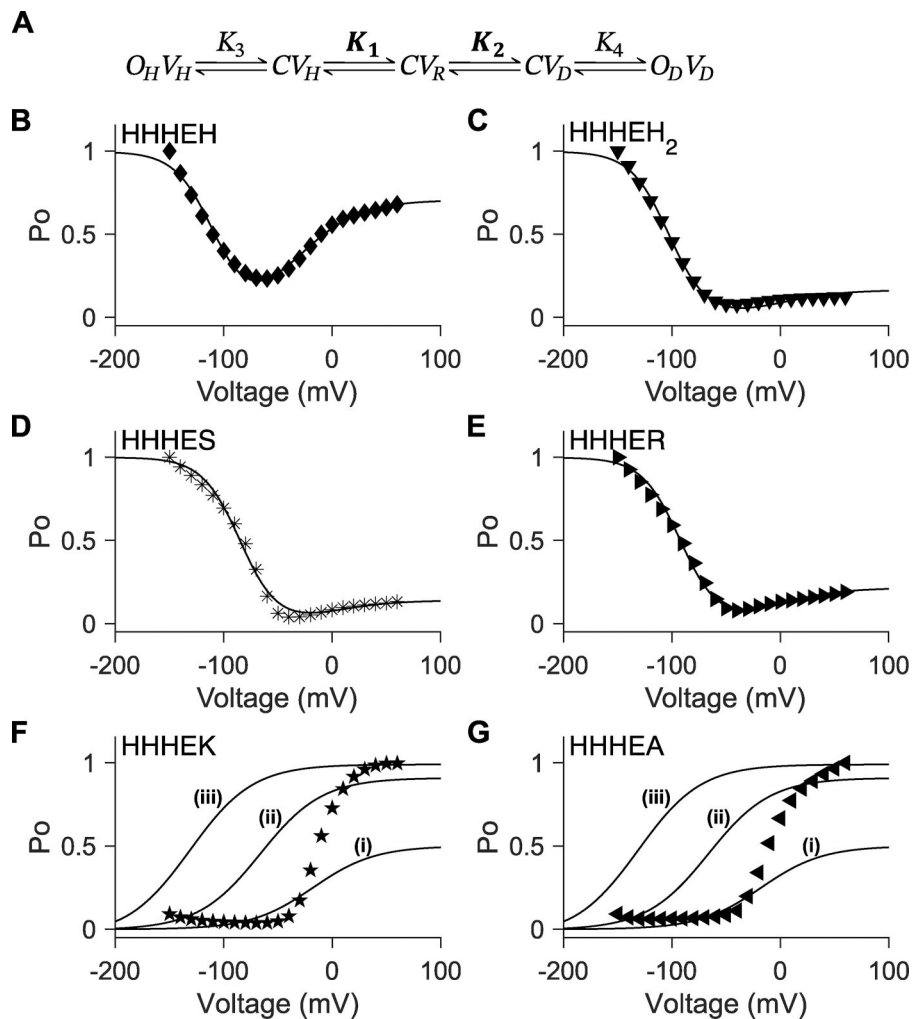 A
K₃ K₁ K₂ K₄
O_H V_H ⇌ CV_H ⇌ CV_R ⇌ CV_D ⇌ O_D V_D
B
HHHEH
1
0.5
0
Po
-200 -100 0 100
Voltage (mV)
C
HHHEH₂
1
0.5
0
Po
-200 -100 0 100
Voltage (mV)
D
HHHES
1
0.5
0
Po
-200 -100 0 100
Voltage (mV)
E
HHHER
1
0.5
0
Po
-200 -100 0 100
Voltage (mV)
F
HHHEK
1
0.5
0
Po
(iii)
(ii)
(i)
-200 -100 0 100
Voltage (mV)
G
HHHEA
1
0.5
0
Po
(iii)
(ii)
(i)
-200 -100 0 100
Voltage (mV)